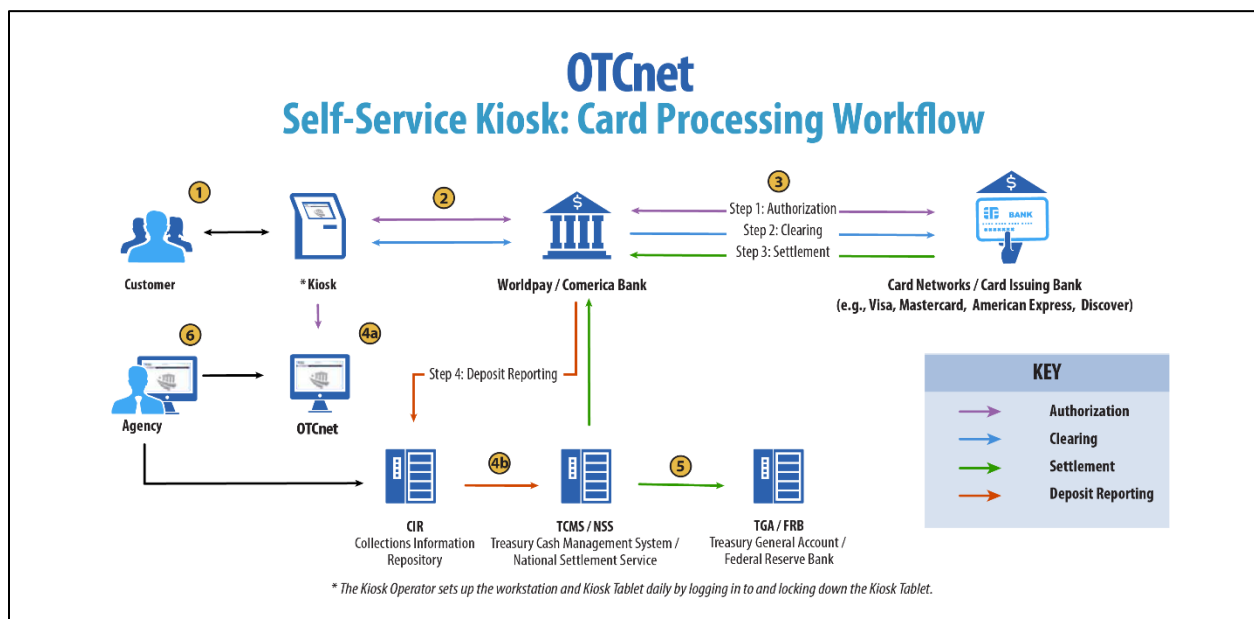 OTCnet
Self-Service Kiosk: Card Processing Workflow
1
2
3
Step 1: Authorization
Step 2: Clearing
Step 3: Settlement
BANK
Customer
* Kiosk
Worldpay / Comerica Bank
Card Networks / Card Issuing Bank
(e.g., Visa, Mastercard, American Express, Discover)
6
4a
Step 4: Deposit Reporting
Agency
OTCnet
KEY
Authorization
Clearing
Settlement
Deposit Reporting
4b
5
CIR
Collections Information
Repository
TCMS / NSS
Treasury Cash Management System /
National Settlement Service
TGA / FRB
Treasury General Account /
Federal Reserve Bank
* The Kiosk Operator sets up the workstation and Kiosk Tablet daily by logging in to and locking down the Kiosk Tablet.